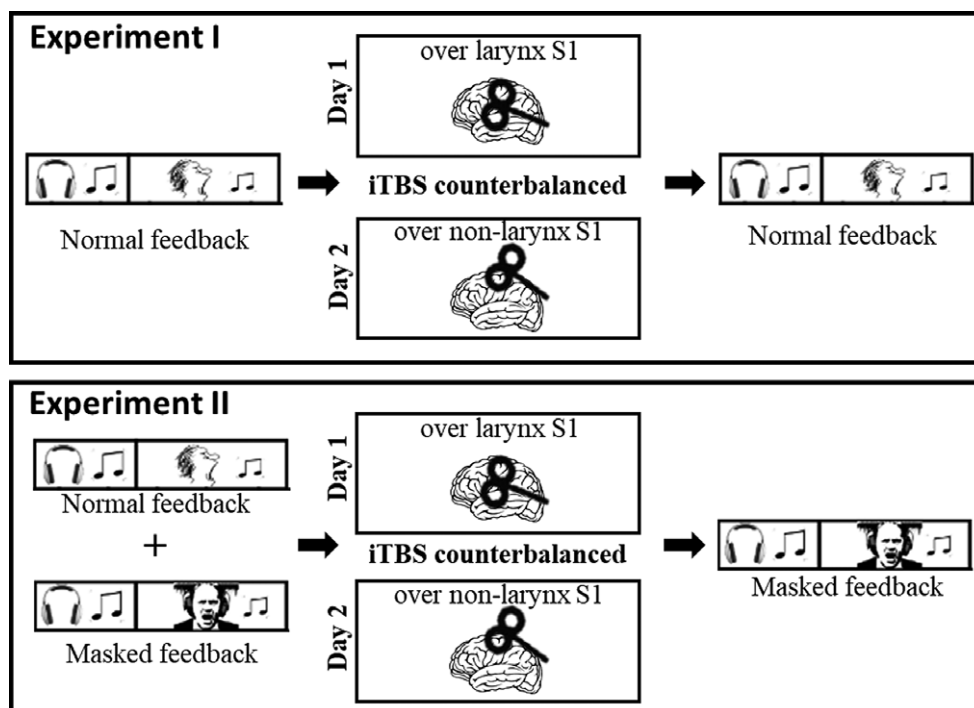 Experiment I
Day 1
over larynx S1
Normal feedback
iTBS counterbalanced
Day 2
over non-larynx S1
Normal feedback
Experiment II
Normal feedback
+
Masked feedback
Day 1
over larynx S1
iTBS counterbalanced
Day 2
over non-larynx S1
Masked feedback